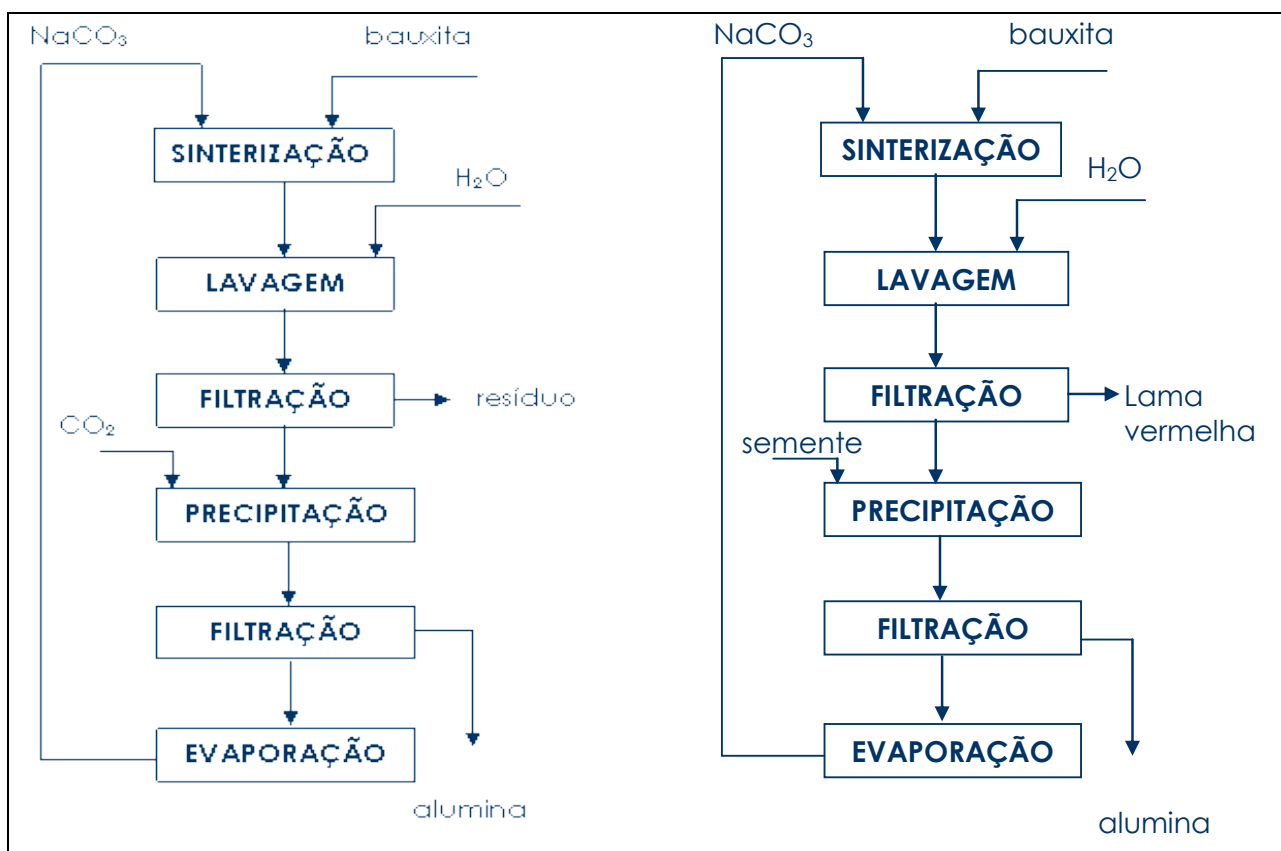 NaCO₃
bauxita
SINTERIZAÇÃO
H₂O
LAVAGEM
FILTRAÇÃO
resíduo
CO₂
PRECIPITAÇÃO
FILTRAÇÃO
EVAPORAÇÃO
alumina
NaCO₃
bauxita
SINTERIZAÇÃO
H₂O
LAVAGEM
FILTRAÇÃO
Lama
vermelha
semente
PRECIPITAÇÃO
FILTRAÇÃO
EVAPORAÇÃO
alumina